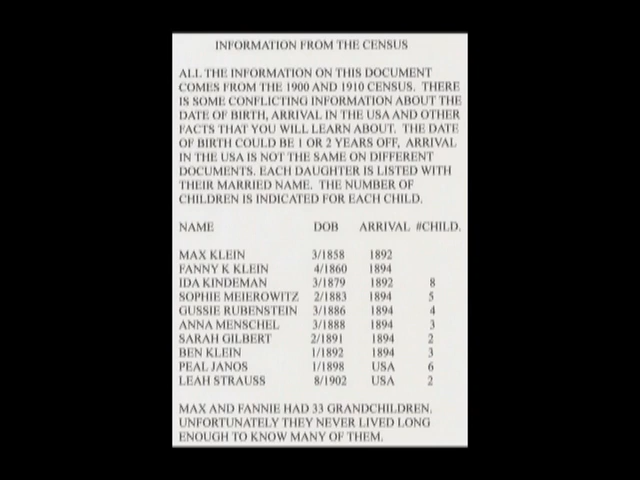 INFORMATION FROM THE CENSUS
ALL THE INFORMATION ON THIS DOCUMENT
COMES FROM THE 1900 AND 1910 CENSUS. THERE
IS SOME CONFLICTING INFORMATION ABOUT THE
DATE OF BIRTH, ARRIVAL IN THE USA AND OTHER
FACTS THAT YOU WILL LEARN ABOUT. THE DATE
OF BIRTH COULD BE 1 OR 2 YEARS OFF, ARRIVAL
IN THE USA IS NOT THE SAME ON DIFFERENT
DOCUMENTS. EACH DAUGHTER IS LISTED WITH
THEIR MARRIED NAME. THE NUMBER OF
CHILDREN IS INDICATED FOR EACH CHILD.
NAME DOB ARRIVAL #CHILD.
MAX KLEIN 3/1858 1892
FANNY K KLEIN 4/1860 1894
IDA KINDEMAN 3/1879 1892 8
SOPHIE MEIEROWITZ 2/1883 1894 5
GUSSIE RUBENSTEIN 3/1886 1894 4
ANNA MENSCHEL 3/1888 1894 3
SARAH GILBERT 2/1891 1894 2
BEN KLEIN 1/1892 1894 3
PEAL JANOS 1/1898 USA 6
LEAH STRAUSS 8/1902 USA 2
MAX AND FANNIE HAD 33 GRANDCHILDREN.
UNFORTUNATELY THEY NEVER LIVED LONG
ENOUGH TO KNOW MANY OF THEM.